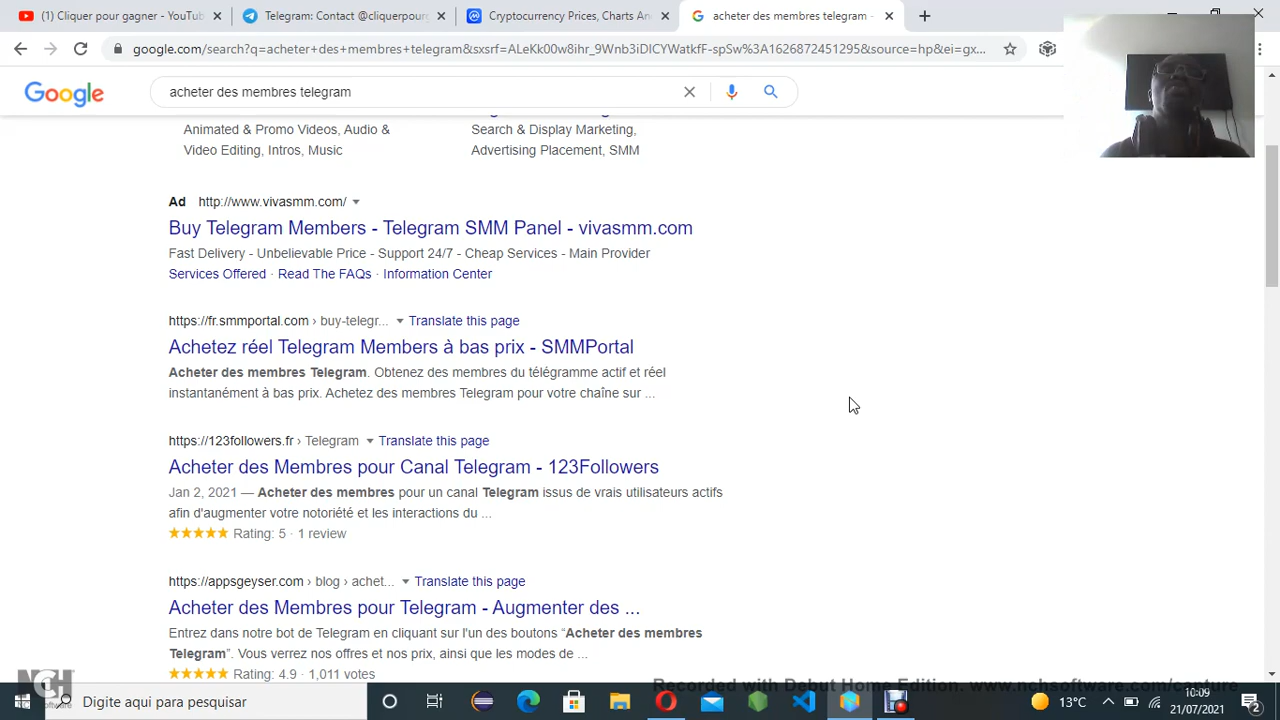 (1) Cliquer pour gagner - YouTub
Telegram: Contact @cliquerpourg
Cryptocurrency Prices, Charts An
acheter des membres telegram -
google.com/search?q=acheter+des+membres+telegram&sxsrf=ALeKk00w8ihr_9Wnb3iDlCYWatkfF-spSw%3A1626872451295&source=hp&ei=gx...
Google
acheter des membres telegram
Animated & Promo Videos, Audio &
Video Editing, Intros, Music
Search & Display Marketing,
Advertising Placement, SMM
Ad http://www.vivasmm.com/
Buy Telegram Members - Telegram SMM Panel - vivasmm.com
Fast Delivery - Unbelievable Price - Support 24/7 - Cheap Services - Main Provider
Services Offered · Read The FAQs · Information Center
https://fr.smmportal.com › buy-telegr... Translate this page
Achetez réel Telegram Members à bas prix - SMMPortal
Acheter des membres Telegram. Obtenez des membres du télégramme actif et réel
instantanément à bas prix. Achetez des membres Telegram pour votre chaîne sur ...
https://123followers.fr › Telegram Translate this page
Acheter des Membres pour Canal Telegram - 123Followers
Jan 2, 2021 — Acheter des membres pour un canal Telegram issus de vrais utilisateurs actifs
afin d'augmenter votre notoriété et les interactions du ...
Rating: 5 · 1 review
https://appsgeyser.com › blog › achet... Translate this page
Acheter des Membres pour Telegram - Augmenter des ...
Entrez dans notre bot de Telegram en cliquant sur l'un des boutons “Acheter des membres
Telegram”. Vous verrez nos offres et nos prix, ainsi que les modes de ...
Rating: 4.9 · 1,011 votes
NCH
Recorded with Debut Home Edition. www.nchsoftware.com/capture
Digite aqui para pesquisar
13°C
10:09
21/07/2021
2